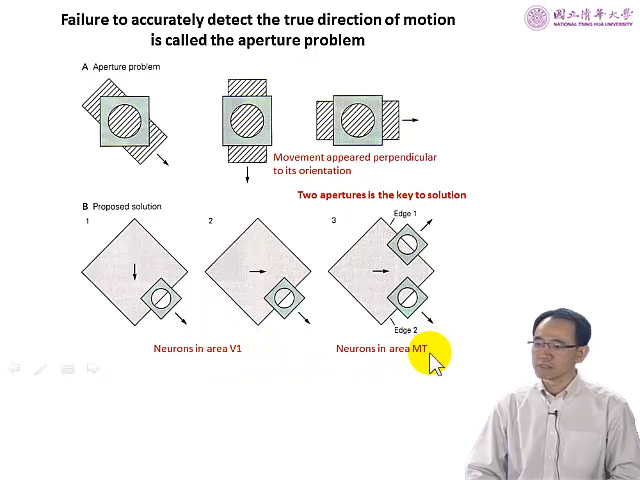 Failure to accurately detect the true direction of motion
is called the aperture problem
國立清華大學
NATIONAL TSING HUA UNIVERSITY
A Aperture problem
Movement appeared perpendicular
to its orientation
Two apertures is the key to solution
B Proposed solution
1
2
3
Edge 1
Edge 2
Neurons in area V1
Neurons in area MT